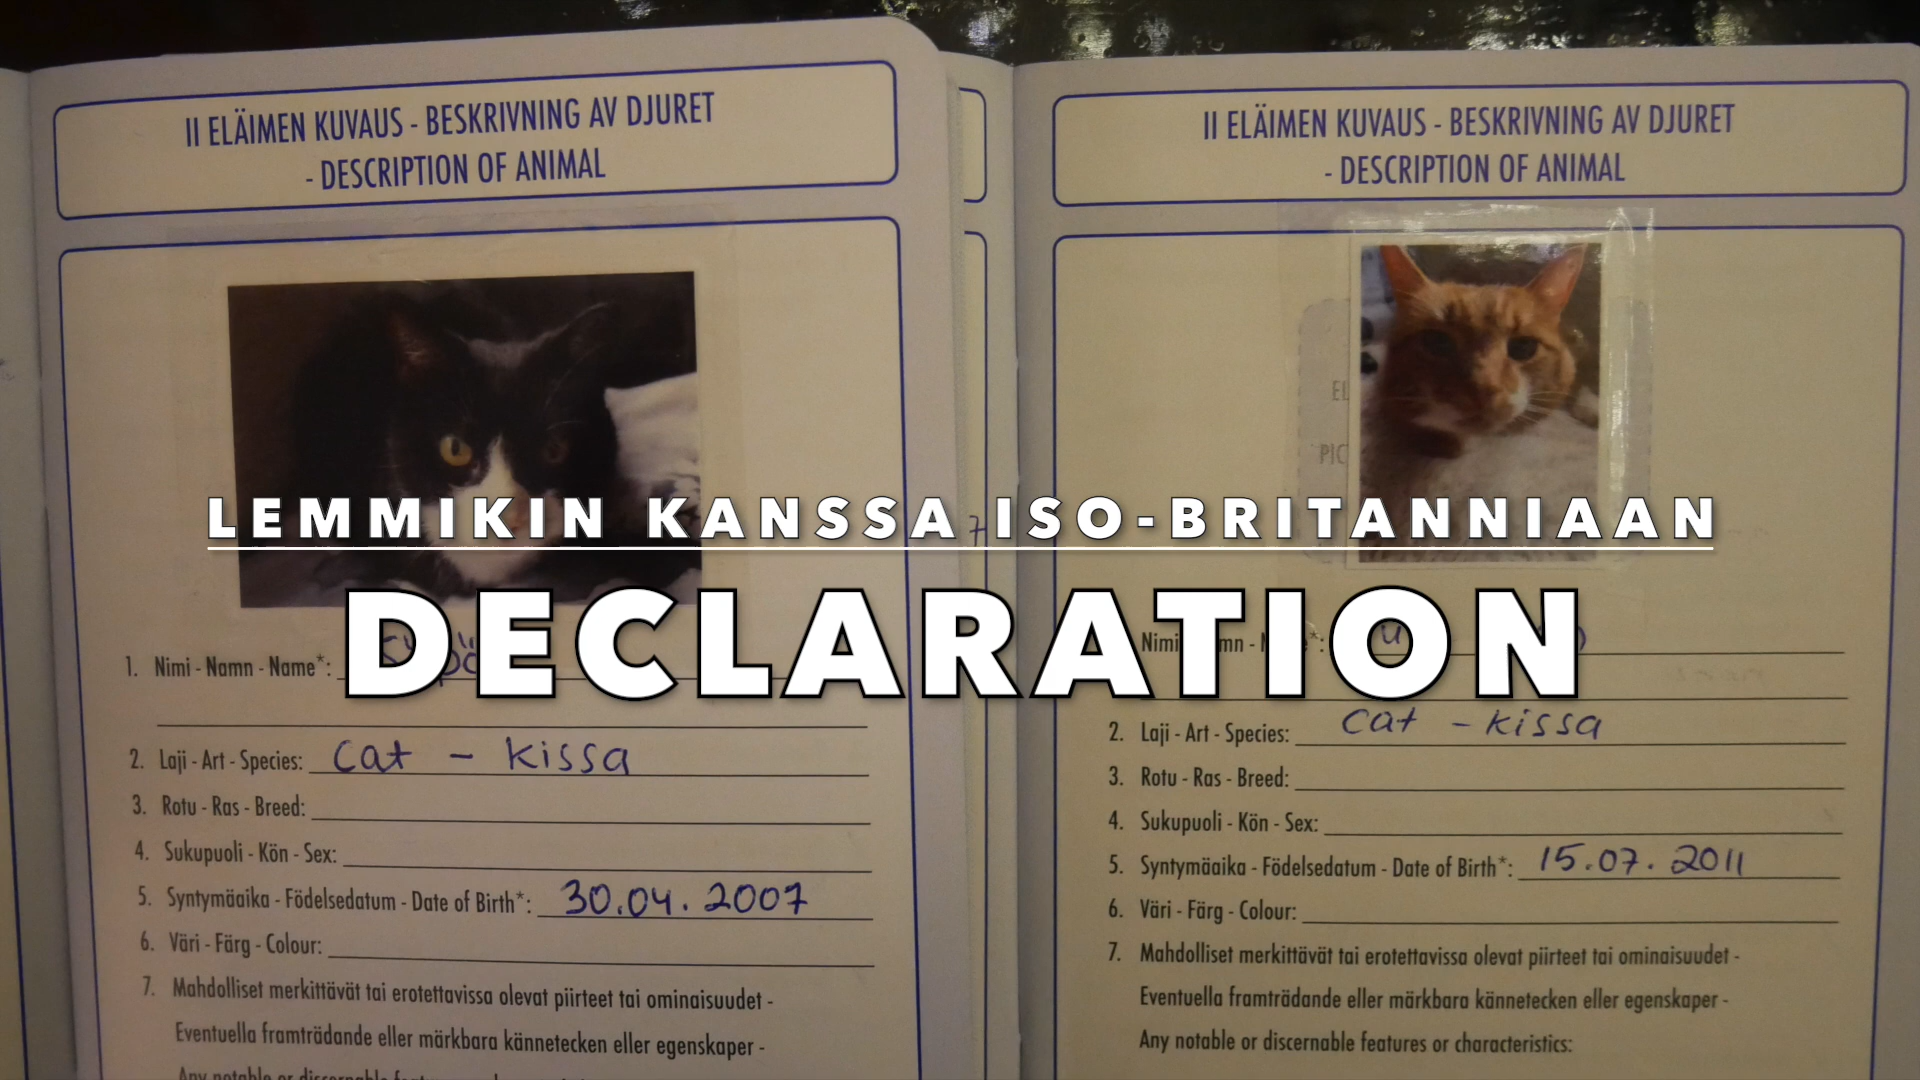 II ELÄIMEN KUVAUS - BESKRIVNING AV DJURET
- DESCRIPTION OF ANIMAL
LEMMIKIN KANSSA ISO-BRITANNIAAN
DECLARATION
1. Nimi - Namn - Name*:
2. Laji - Art - Species: cat - kissa
3. Rotu - Ras - Breed:
4. Sukupuoli - Kön - Sex:
5. Syntymäaika - Födelsedatum - Date of Birth*: 30.04.2007
6. Väri - Färg - Colour:
7. Mahdolliset merkittävät tai erotettavissa olevat piirteet tai ominaisuudet -
Eventuella framträdande eller märkbara kännetecken eller egenskaper -
Any notable or discernable
II ELÄIMEN KUVAUS - BESKRIVNING AV DJURET
- DESCRIPTION OF ANIMAL
Nimi
2. Laji - Art - Species: cat - kissa
3. Rotu - Ras - Breed:
4. Sukupuoli - Kön - Sex:
5. Syntymäaika - Födelsedatum - Date of Birth*: 15.07.2011
6. Väri - Färg - Colour:
7. Mahdolliset merkittävät tai erotettavissa olevat piirteet tai ominaisuudet -
Eventuella framträdande eller märkbara kännetecken eller egenskaper -
Any notable or discernable features or characteristics: